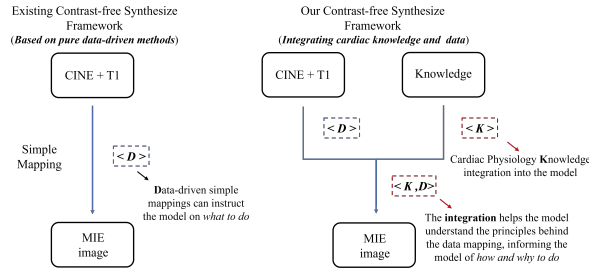 Existing Contrast-free Synthesize
Framework
(Based on pure data-driven methods)
CINE + T1
Simple
Mapping
< D >
Data-driven simple
mappings can instruct
the model on what to do
MIE
image
Our Contrast-free Synthesize
Framework
(Integrating cardiac knowledge and data)
CINE + T1
Knowledge
< D >
< K >
Cardiac Physiology Knowledge
integration into the model
< K ,D>
The integration helps the model
understand the principles behind
the data mapping, informing the
model of how and why to do
MIE
image